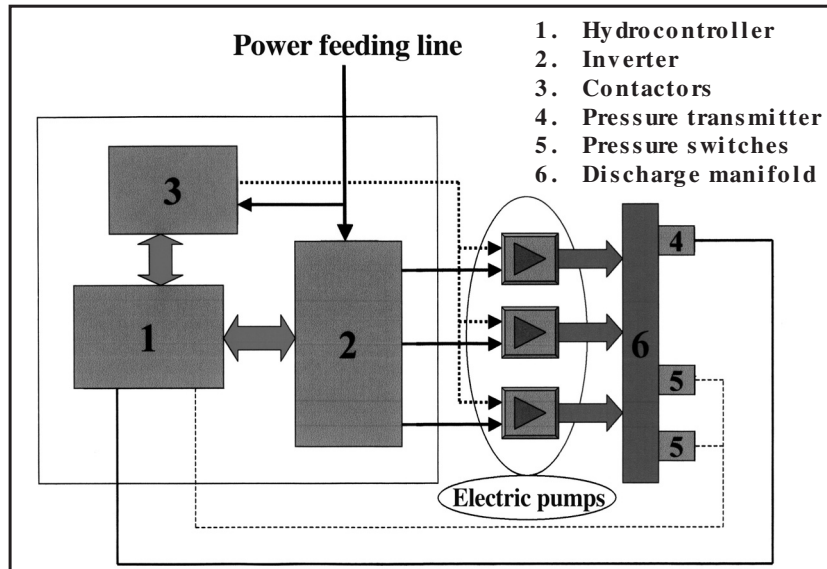 Power feeding line
1. Hydrocontroller
2. Inverter
3. Contactors
4. Pressure transmitter
5. Pressure switches
6. Discharge manifold
3
4
1
2
6
5
5
Electric pumps